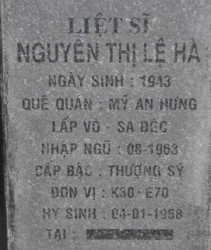 LIỆT SĨ
NGUYỄN THỊ LỆ HÀ
NGÀY SINH : 1943
QUÊ QUÁN : MỸ AN HƯNG
LẤP VÒ - SA ĐÉC
NHẬP NGŨ : 08-1963
CẤP BẬC : THƯỢNG SỸ
ĐƠN VỊ : K30 - E70
HY SINH : 04-01-1968
TẠI :